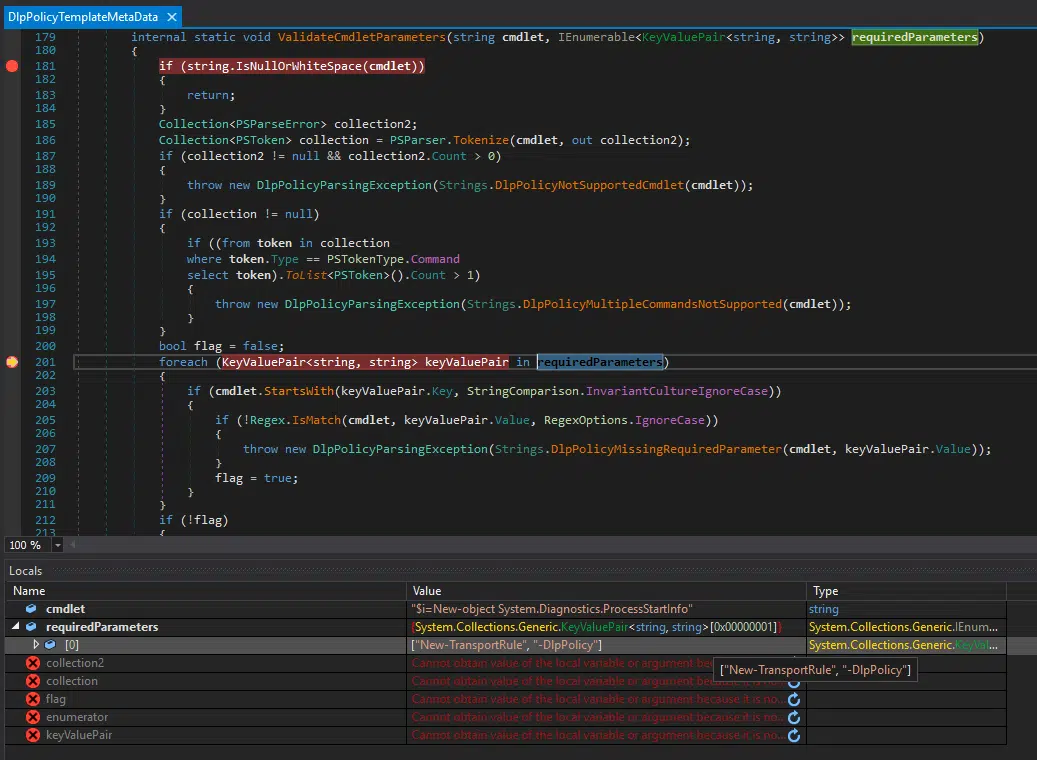 DlpPolicyTemplateMetaData ✕
179 internal static void ValidateCmdletParameters(string cmdlet, IEnumerable<KeyValuePair<string, string>> requiredParameters)
180 {
181 if (string.IsNullOrWhiteSpace(cmdlet))
182 {
183 return;
184 }
185 Collection<PSParseError> collection2;
186 Collection<PSToken> collection = PSParser.Tokenize(cmdlet, out collection2);
187 if (collection2 != null && collection2.Count > 0)
188 {
189 throw new DlpPolicyParsingException(Strings.DlpPolicyNotSupportedCmdlet(cmdlet));
190 }
191 if (collection != null)
192 {
193 if ((from token in collection
194 where token.Type == PSTokenType.Command
195 select token).ToList<PSToken>().Count > 1)
196 {
197 throw new DlpPolicyParsingException(Strings.DlpPolicyMultipleCommandsNotSupported(cmdlet));
198 }
199 }
200 bool flag = false;
201 foreach (KeyValuePair<string, string> keyValuePair in requiredParameters)
202 {
203 if (cmdlet.StartsWith(keyValuePair.Key, StringComparison.InvariantCultureIgnoreCase))
204 {
205 if (!Regex.IsMatch(cmdlet, keyValuePair.Value, RegexOptions.IgnoreCase))
206 {
207 throw new DlpPolicyParsingException(Strings.DlpPolicyMissingRequiredParameter(cmdlet, keyValuePair.Value));
208 }
209 flag = true;
210 }
211 }
212 if (!flag)
213 {
100 %
Locals
Name Value Type
cmdlet "$i=New-object System.Diagnostics.ProcessStartInfo" string
requiredParameters {System.Collections.Generic.KeyValuePair<string, string>[0x00000001]} System.Collections.Generic.IEnum...
[0] ["New-TransportRule", "-DlpPolicy"] System.Collections.Generic.KeyVal...
collection2 Cannot obtain value of the local variable or argument bec
["New-TransportRule", "-DlpPolicy"]
collection Cannot obtain value of the local variable or argument bec
flag Cannot obtain value of the local variable or argument because it is no...
enumerator Cannot obtain value of the local variable or argument because it is no...
keyValuePair Cannot obtain value of the local variable or argument because it is no...